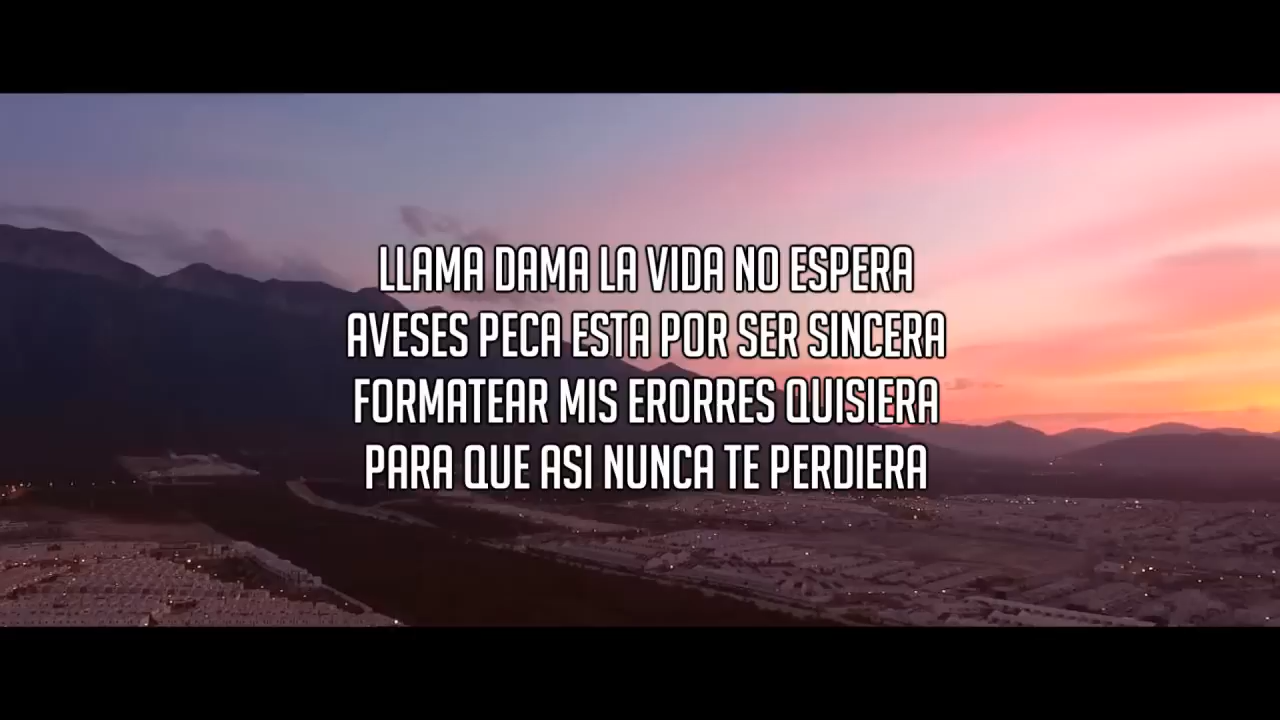 LLAMA DAMA LA VIDA NO ESPERA
AVESES PECA ESTA POR SER SINCERA
FORMATEAR MIS ERORRES QUISIERA
PARA QUE ASI NUNCA TE PERDIERA